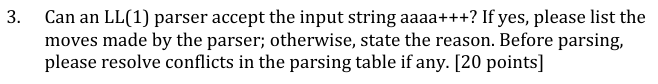 3. Can an LL(1) parser accept the input string aaaa+++? If yes, please list the
moves made by the parser; otherwise, state the reason. Before parsing,
please resolve conflicts in the parsing table if any. [20 points]